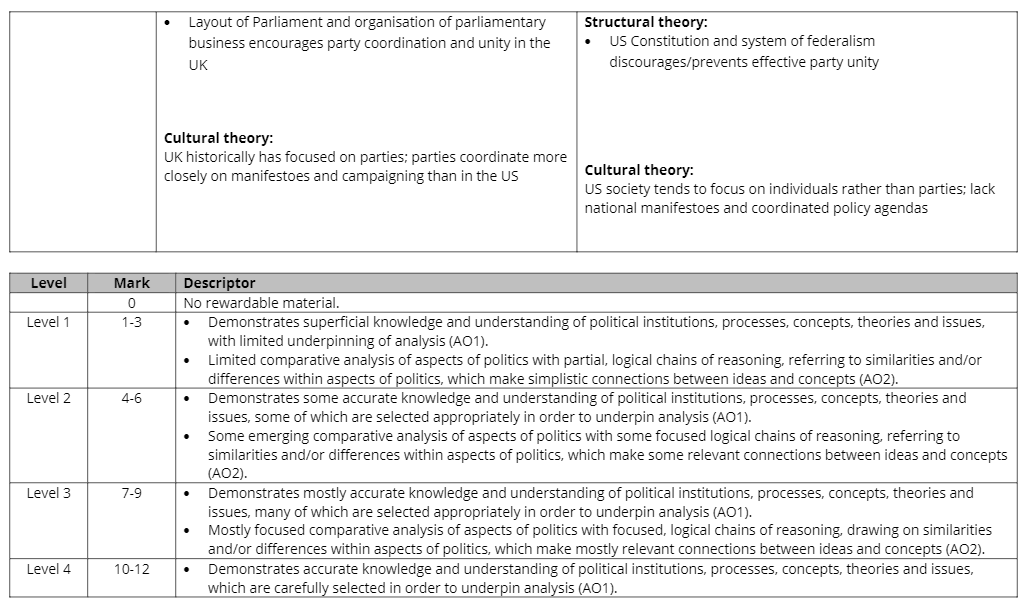 • Layout of Parliament and organisation of parliamentary
business encourages party coordination and unity in the
UK
Cultural theory:
UK historically has focused on parties; parties coordinate more
closely on manifestoes and campaigning than in the US
Structural theory:
• US Constitution and system of federalism
discourages/prevents effective party unity
Cultural theory:
US society tends to focus on individuals rather than parties; lack
national manifestoes and coordinated policy agendas
Level Mark Descriptor
0 No rewardable material.
Level 1 1-3 • Demonstrates superficial knowledge and understanding of political institutions, processes, concepts, theories and issues,
with limited underpinning of analysis (AO1).
• Limited comparative analysis of aspects of politics with partial, logical chains of reasoning, referring to similarities and/or
differences within aspects of politics, which make simplistic connections between ideas and concepts (AO2).
Level 2 4-6 • Demonstrates some accurate knowledge and understanding of political institutions, processes, concepts, theories and
issues, some of which are selected appropriately in order to underpin analysis (AO1).
• Some emerging comparative analysis of aspects of politics with some focused logical chains of reasoning, referring to
similarities and/or differences within aspects of politics, which make some relevant connections between ideas and concepts
(AO2).
Level 3 7-9 • Demonstrates mostly accurate knowledge and understanding of political institutions, processes, concepts, theories and
issues, many of which are selected appropriately in order to underpin analysis (AO1).
• Mostly focused comparative analysis of aspects of politics with focused, logical chains of reasoning, drawing on similarities
and/or differences within aspects of politics, which make mostly relevant connections between ideas and concepts (AO2).
Level 4 10-12 • Demonstrates accurate knowledge and understanding of political institutions, processes, concepts, theories and issues,
which are carefully selected in order to underpin analysis (AO1).